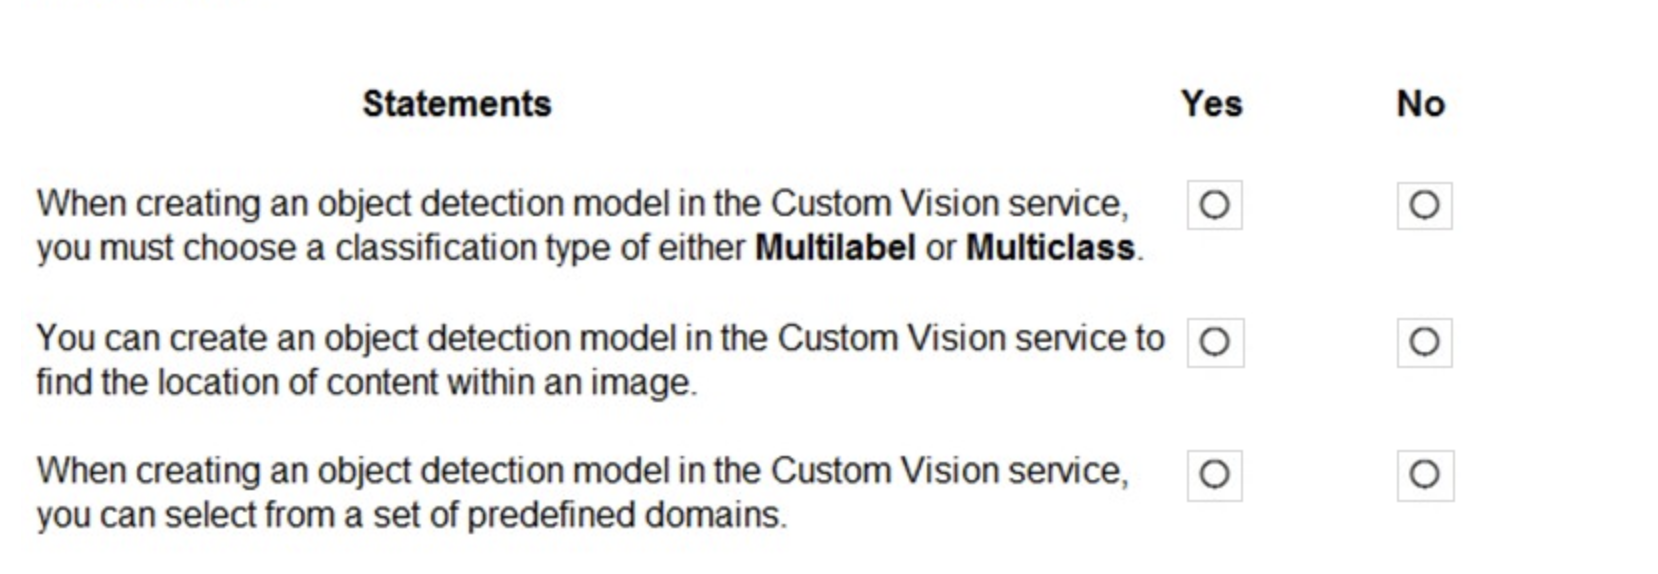 Statements Yes No
When creating an object detection model in the Custom Vision service,
you must choose a classification type of either Multilabel or Multiclass.
You can create an object detection model in the Custom Vision service to
find the location of content within an image.
When creating an object detection model in the Custom Vision service,
you can select from a set of predefined domains.